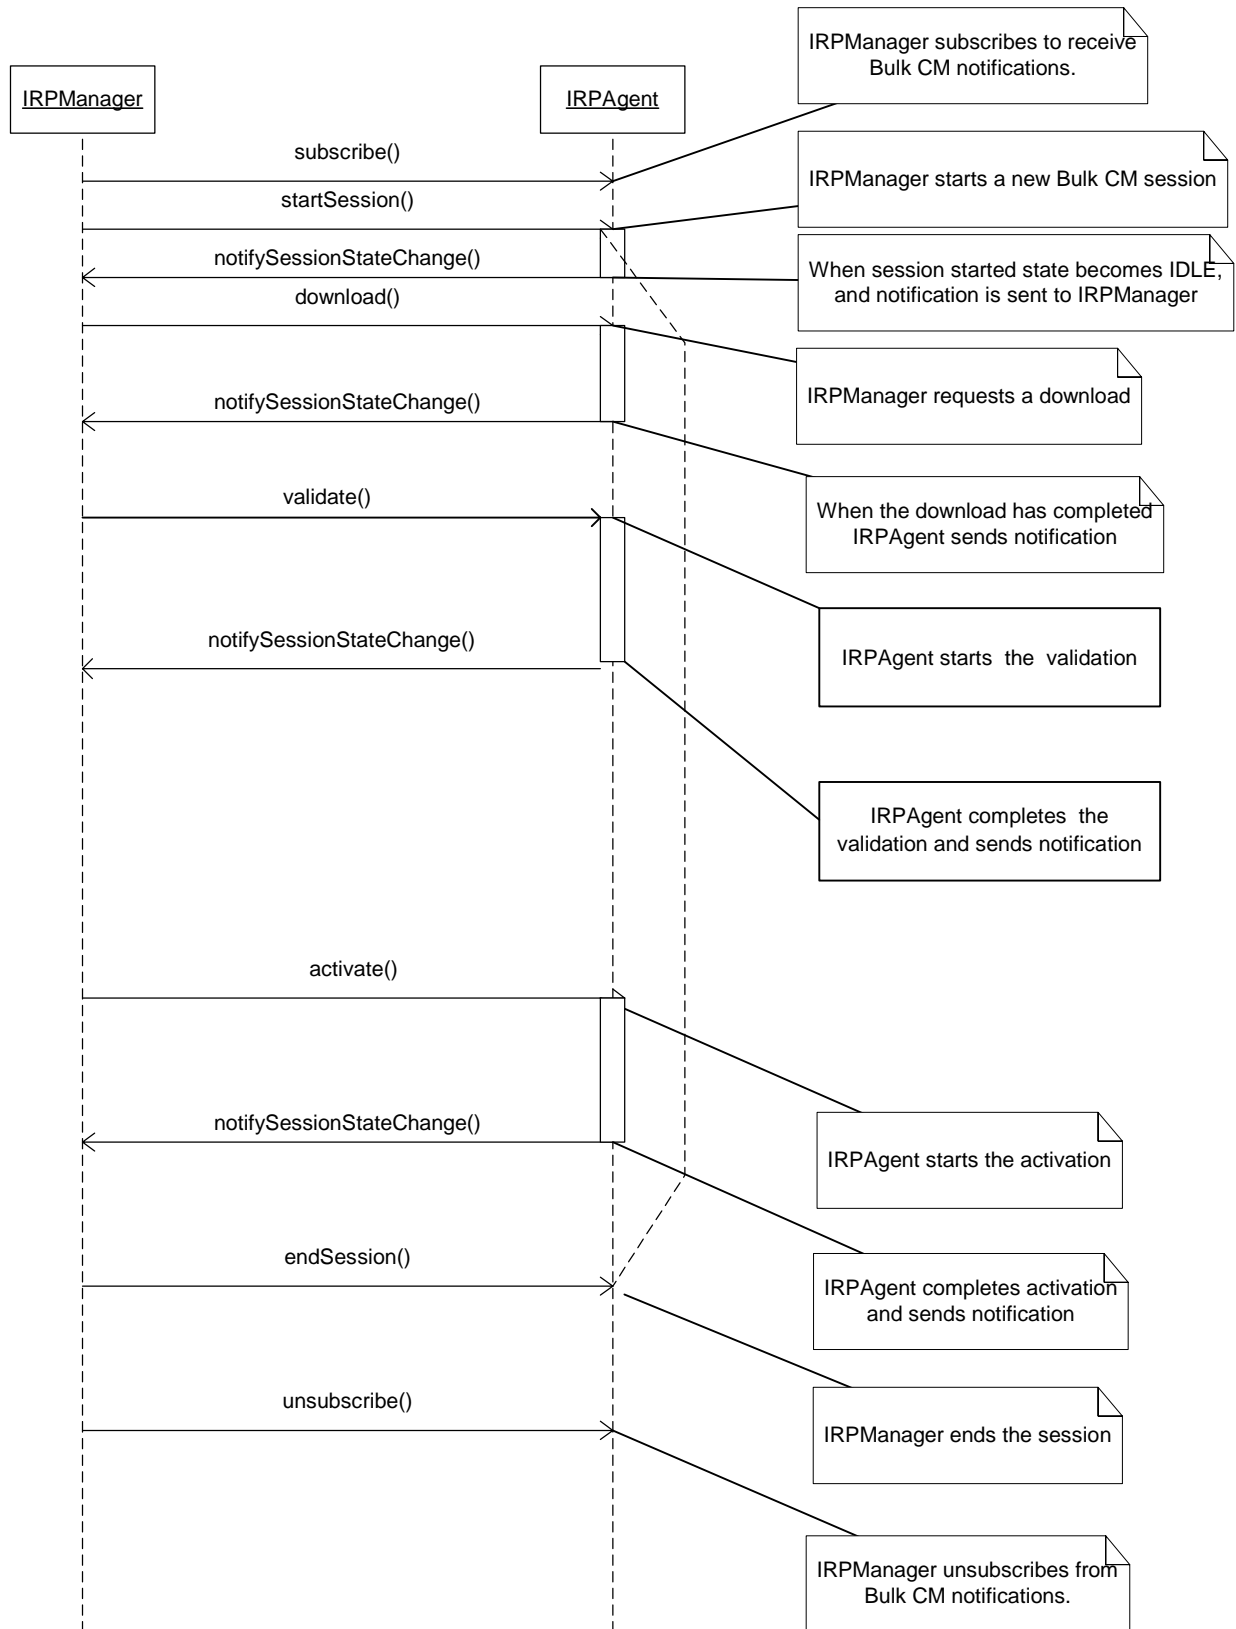 IRPManager subscribes to receive
Bulk CM notifications.
IRPManager
IRPAgent
subscribe()
IRPManager starts a new Bulk CM session
startSession()
notifySessionStateChange()
When session started state becomes IDLE,
and notification is sent to IRPManager
download()
IRPManager requests a download
notifySessionStateChange()
When the download has completed
IRPAgent sends notification
validate()
notifySessionStateChange()
IRPAgent starts the validation
IRPAgent completes the
validation and sends notification
activate()
notifySessionStateChange()
IRPAgent starts the activation
endSession()
IRPAgent completes activation
and sends notification
unsubscribe()
IRPManager ends the session
IRPManager unsubscribes from
Bulk CM notifications.